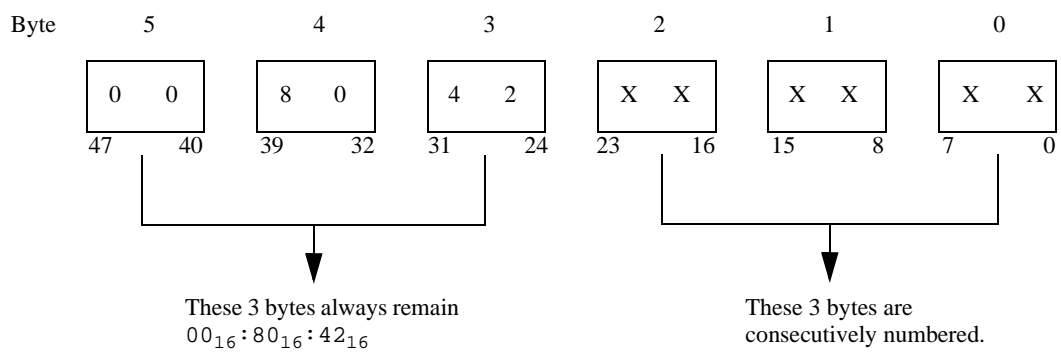 Byte 5 4 3 2 1 0
0 0 8 0 4 2 X X X X X X
47 40 39 32 31 24 23 16 15 8 7 0
These 3 bytes always remain
00₁₆:80₁₆:42₁₆
These 3 bytes are
consecutively numbered.